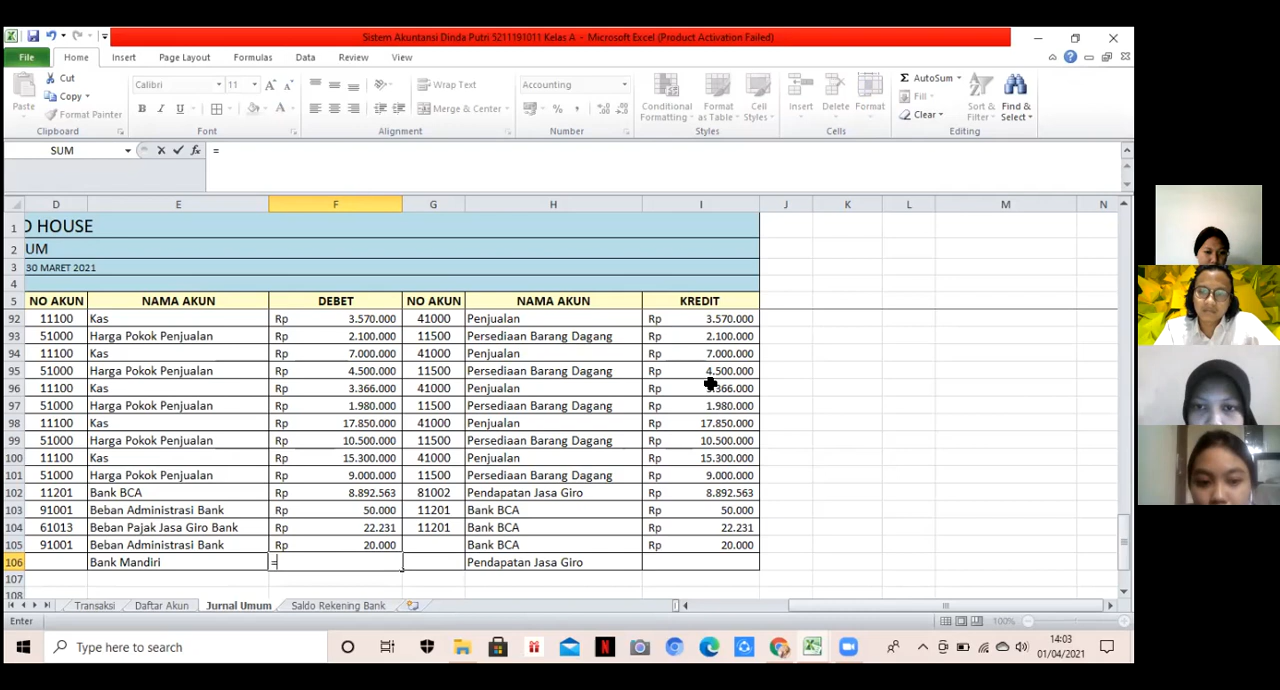 Sistem Akuntansi Dinda Putri 5211191011 Kelas A - Microsoft Excel (Product Activation Failed)
File Home Insert Page Layout Formulas Data Review View
Cut
Copy
Format Painter
Paste
Clipboard
Calibri 11
B I U A
Font
Wrap Text
Merge & Center
Alignment
Accounting
%
Number
Conditional Formatting
Format as Table
Cell Styles
Styles
Insert Delete Format
Cells
AutoSum
Fill
Clear
Sort & Filter
Find & Select
Editing
SUM fx =
D E F G H I J K L M N
1 O HOUSE
2 UM
3 30 MARET 2021
4
5 NO AKUN NAMA AKUN DEBET NO AKUN NAMA AKUN KREDIT
92 11100 Kas Rp 3.570.000 41000 Penjualan Rp 3.570.000
93 51000 Harga Pokok Penjualan Rp 2.100.000 11500 Persediaan Barang Dagang Rp 2.100.000
94 11100 Kas Rp 7.000.000 41000 Penjualan Rp 7.000.000
95 51000 Harga Pokok Penjualan Rp 4.500.000 11500 Persediaan Barang Dagang Rp 4.500.000
96 11100 Kas Rp 3.366.000 41000 Penjualan Rp 3.366.000
97 51000 Harga Pokok Penjualan Rp 1.980.000 11500 Persediaan Barang Dagang Rp 1.980.000
98 11100 Kas Rp 17.850.000 41000 Penjualan Rp 17.850.000
99 51000 Harga Pokok Penjualan Rp 10.500.000 11500 Persediaan Barang Dagang Rp 10.500.000
100 11100 Kas Rp 15.300.000 41000 Penjualan Rp 15.300.000
101 51000 Harga Pokok Penjualan Rp 9.000.000 11500 Persediaan Barang Dagang Rp 9.000.000
102 11201 Bank BCA Rp 8.892.563 81002 Pendapatan Jasa Giro Rp 8.892.563
103 91001 Beban Administrasi Bank Rp 50.000 11201 Bank BCA Rp 50.000
104 61013 Beban Pajak Jasa Giro Bank Rp 22.231 11201 Bank BCA Rp 22.231
105 91001 Beban Administrasi Bank Rp 20.000 Bank BCA Rp 20.000
106 Bank Mandiri = Pendapatan Jasa Giro
107
108
Transaksi Daftar Akun Jurnal Umum Saldo Rekening Bank
Enter 100%
Type here to search
14:03
01/04/2021